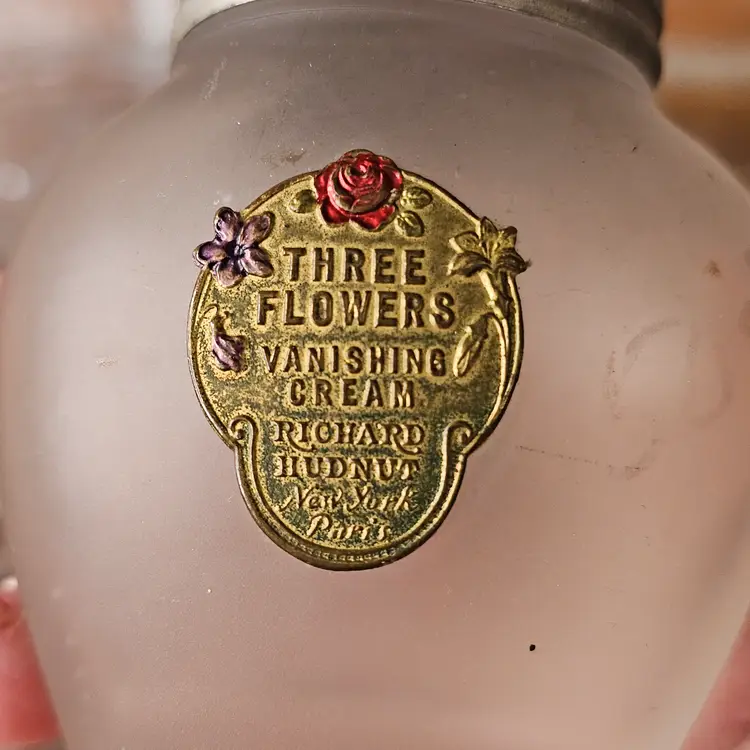 THREE
FLOWERS
VANISHING
CREAM.
RICHARD
HUDNUT
New York
Paris